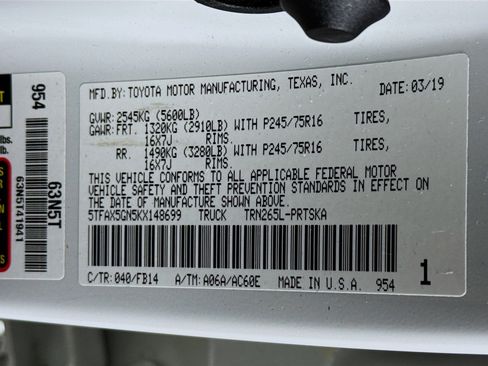 MFD.BY: TOYOTA MOTOR MANUFACTURING, TEXAS, INC. DATE: 03/19
GVWR: 2545KG (5600LB)
GAWR: FRT. 1320KG (2910LB) WITH P245/75R16 TIRES,
16X7J RIMS.
RR. 1490KG (3280LB) WITH P245/75R16 TIRES,
16X7J RIMS.
THIS VEHICLE CONFORMS TO ALL APPLICABLE FEDERAL MOTOR
VEHICLE SAFETY AND THEFT PREVENTION STANDARDS IN EFFECT ON
THE DATE OF MANUFACTURE SHOWN ABOVE.
5TFAX5GN5KX148699 TRUCK TRN265L-PRTSKA
C/TR: 040/FB14 A/TM: A06A/AC60E MADE IN U.S.A. 954
1
954
63N5T
63N5T41941
lbs.